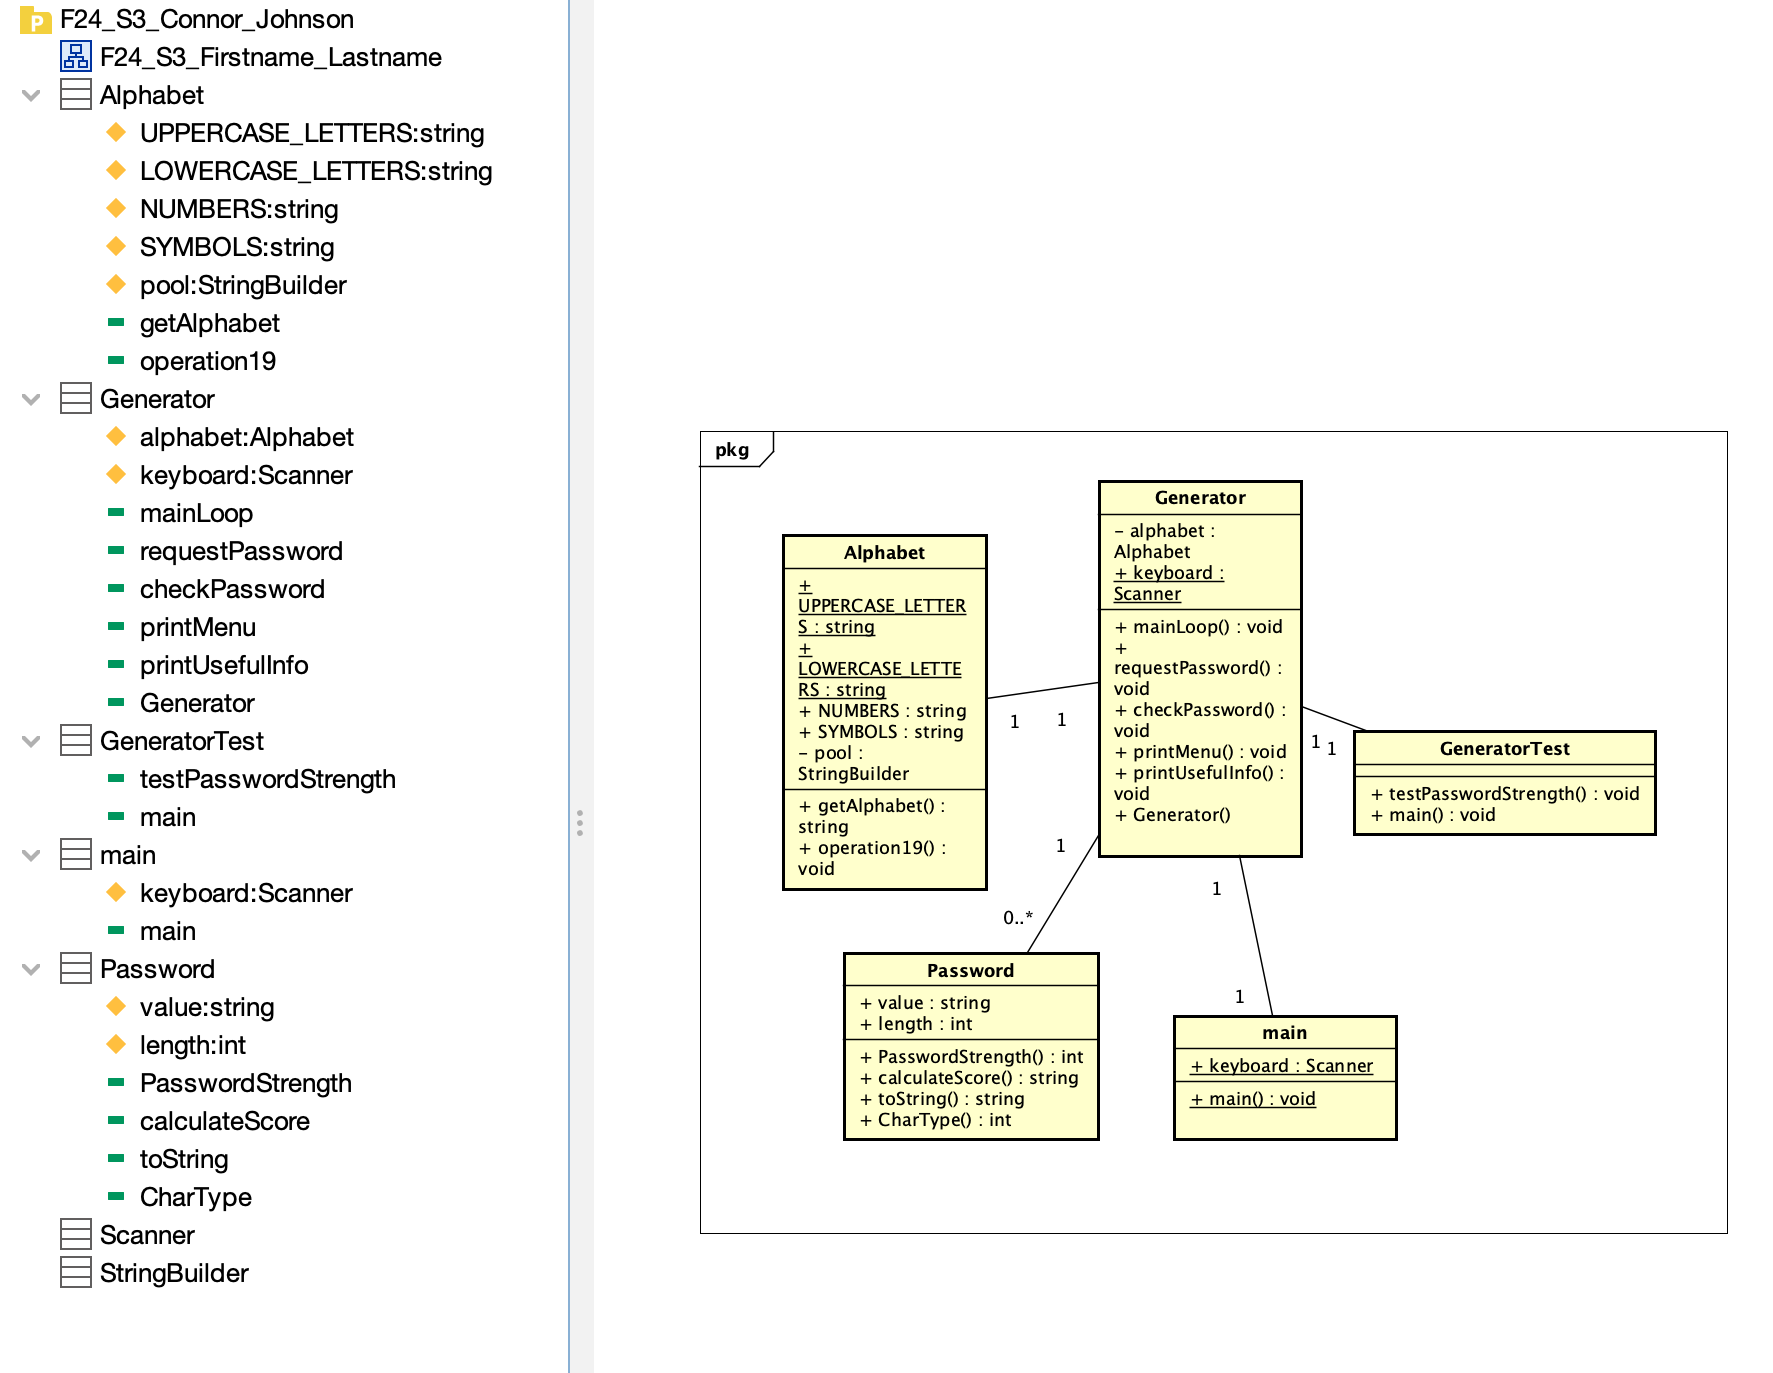 F24_S3_Connor_Johnson
F24_S3_Firstname_Lastname
Alphabet
UPPERCASE_LETTERS:string
LOWERCASE_LETTERS:string
NUMBERS:string
SYMBOLS:string
pool:StringBuilder
getAlphabet
operation19
Generator
alphabet:Alphabet
keyboard:Scanner
mainLoop
requestPassword
checkPassword
printMenu
printUsefulInfo
Generator
GeneratorTest
testPasswordStrength
main
main
keyboard:Scanner
main
Password
value:string
length:int
PasswordStrength
calculateScore
toString
CharType
Scanner
StringBuilder
pkg
Alphabet
+
UPPERCASE_LETTER
S : string
+
LOWERCASE_LETTE
RS : string
+ NUMBERS : string
+ SYMBOLS : string
- pool :
StringBuilder
+ getAlphabet() :
string
+ operation19() :
void
Generator
- alphabet :
Alphabet
+ keyboard :
Scanner
+ mainLoop() : void
+
requestPassword() :
void
+ checkPassword() :
void
+ printMenu() : void
+ printUsefulInfo() :
void
+ Generator()
GeneratorTest
+ testPasswordStrength() : void
+ main() : void
1
1
1
1
1
0..*
1
1
Password
+ value : string
+ length : int
+ PasswordStrength() : int
+ calculateScore() : string
+ toString() : string
+ CharType() : int
main
+ keyboard : Scanner
+ main() : void